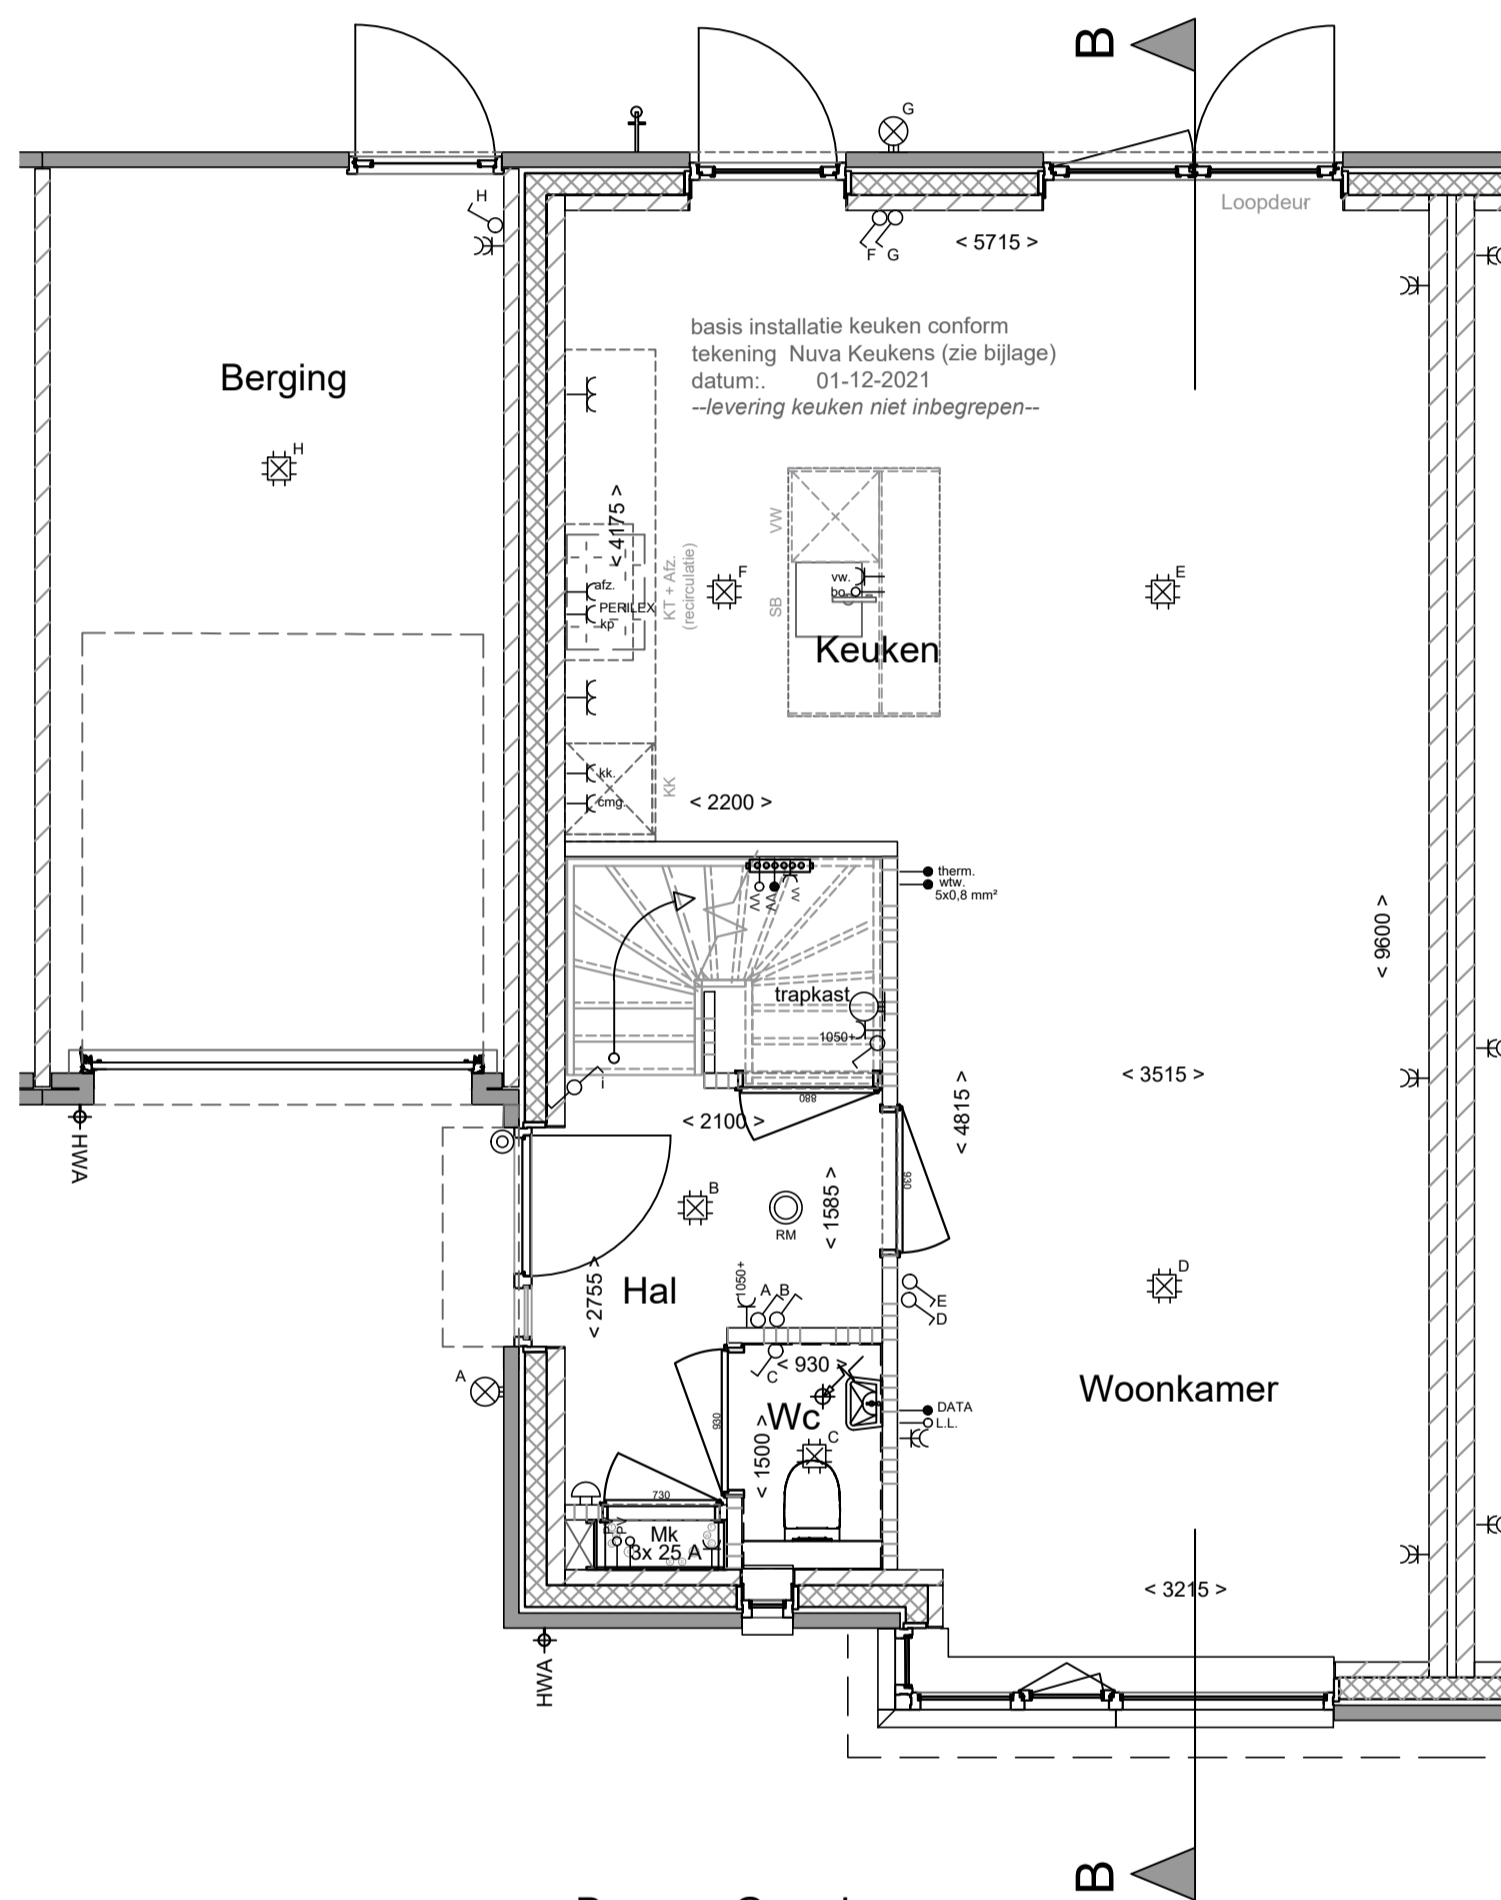 B
G
H
Loopdeur
F G
< 5715 >
basis installatie keuken conform
tekening Nuva Keukens (zie bijlage)
datum:. 01-12-2021
--levering keuken niet inbegrepen--
Berging
H
< 4175 >
VW
afz.
PERILEX
kp
KT + Afz.
(recirculatie)
F
vw.
bo.
SB
E
Keuken
kk.
cmg.
KK
< 2200 >
therm.
wtw.
5x0,8 mm²
< 9600 >
trapkast
1050+
i
880
< 2100 >
< 3515 >
< 4815 >
HWA
930
B
RM
< 1585 >
< 2755 >
Hal
1050+
A B
E
D
D
C
< 930 >
A
Woonkamer
DATA
L.L.
930
Wc
C
< 1500 >
730
PV
Mk
3x 25 A
< 3215 >
HWA
B